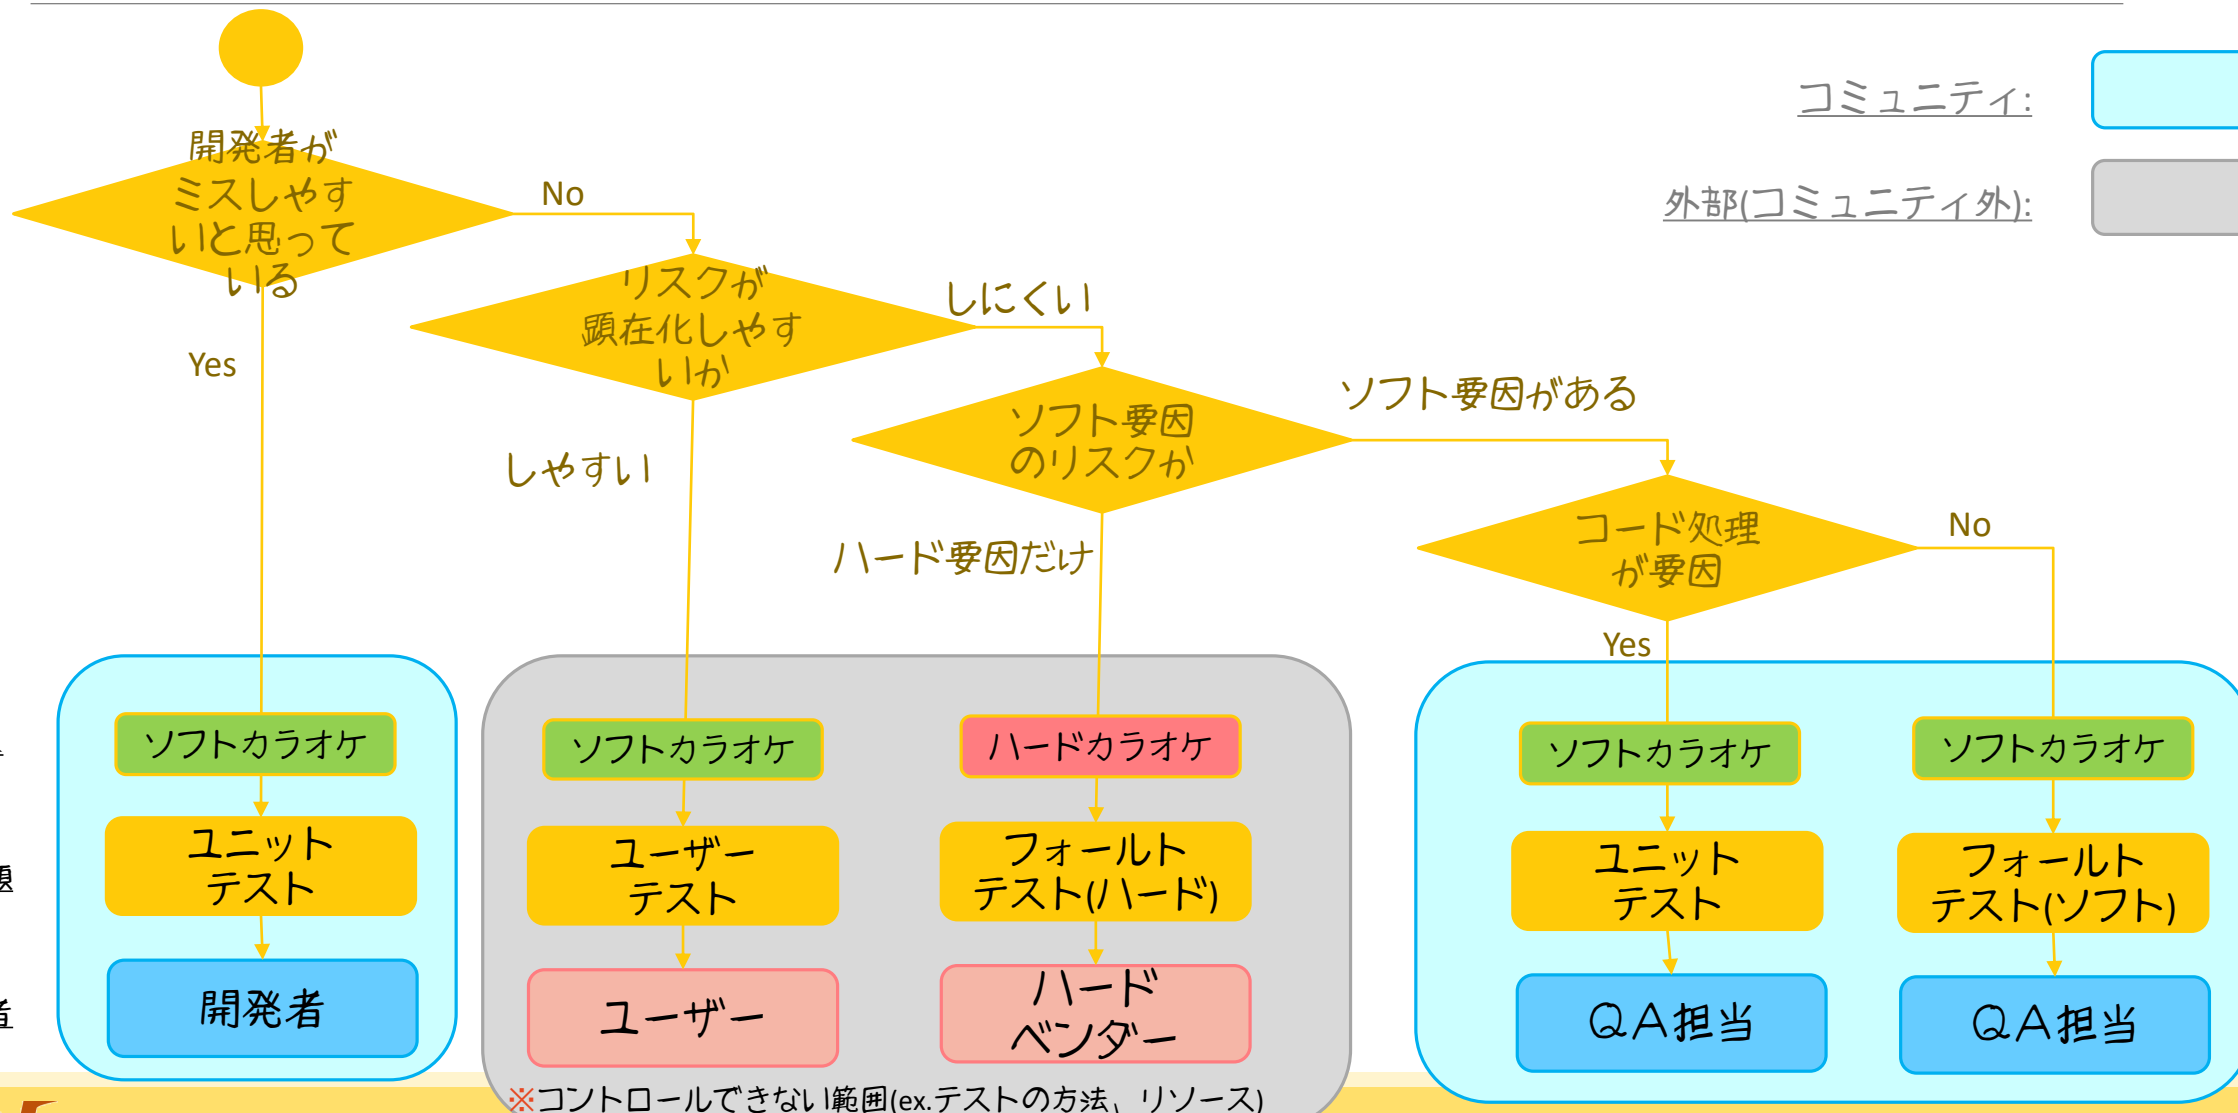 コミュニティ:
外部(コミュニティ外):
開発者が
ミスしやす
いと思って
いる
No
Yes
リスクが
顕在化しやす
いか
しにくい
しやすい
ソフト要因
のリスクか
ソフト要因がある
ハード要因だけ
コード処理
が要因
No
Yes
ソフトカラオケ
ユニット
テスト
開発者
ソフトカラオケ
ユーザー
テスト
ユーザー
ハードカラオケ
フォールト
テスト(ハード)
ハード
ベンダー
※コントロールできない範囲(ex.テストの方法、リソース)
ソフトカラオケ
ユニット
テスト
QA担当
ソフトカラオケ
フォールト
テスト(ソフト)
QA担当